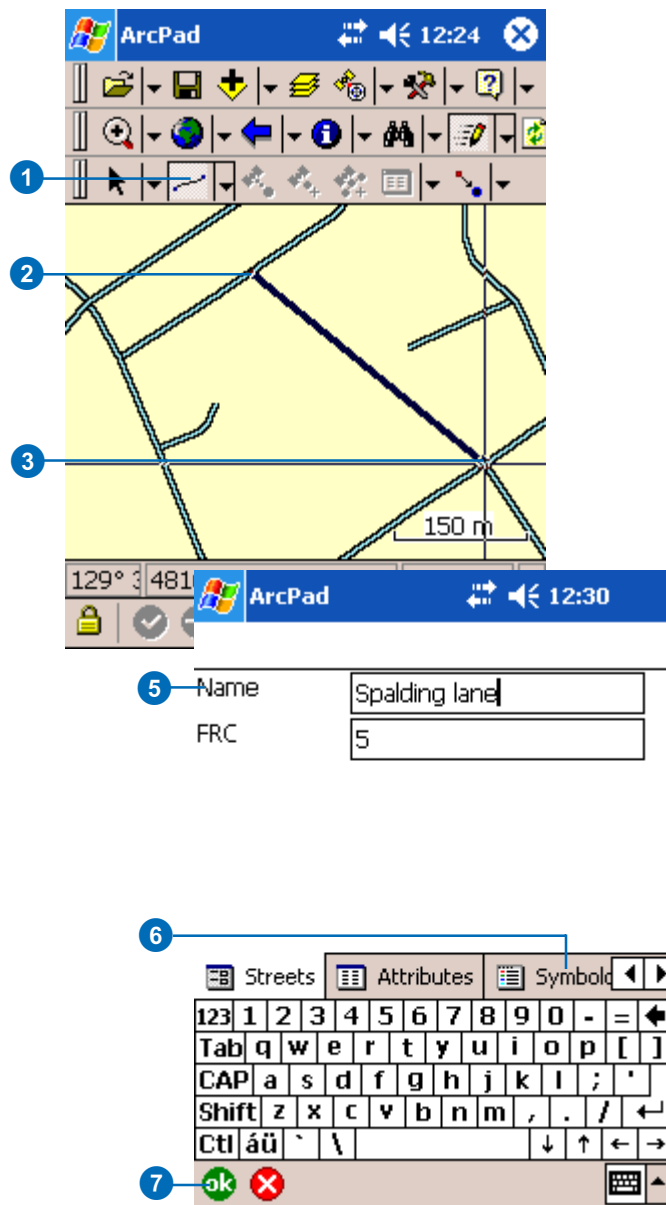 ArcPad 12:24
1
2
3
150 m
129° 3 481
ArcPad 12:30
5 Name Spalding lane
FRC 5
6
Streets Attributes Symbolo
123 1 2 3 4 5 6 7 8 9 0 - =
Tab q w e r t y u i o p [ ]
CAP a s d f g h j k l ; '
Shift z x c v b n m , . /
Ctl áü ` \
7 ok